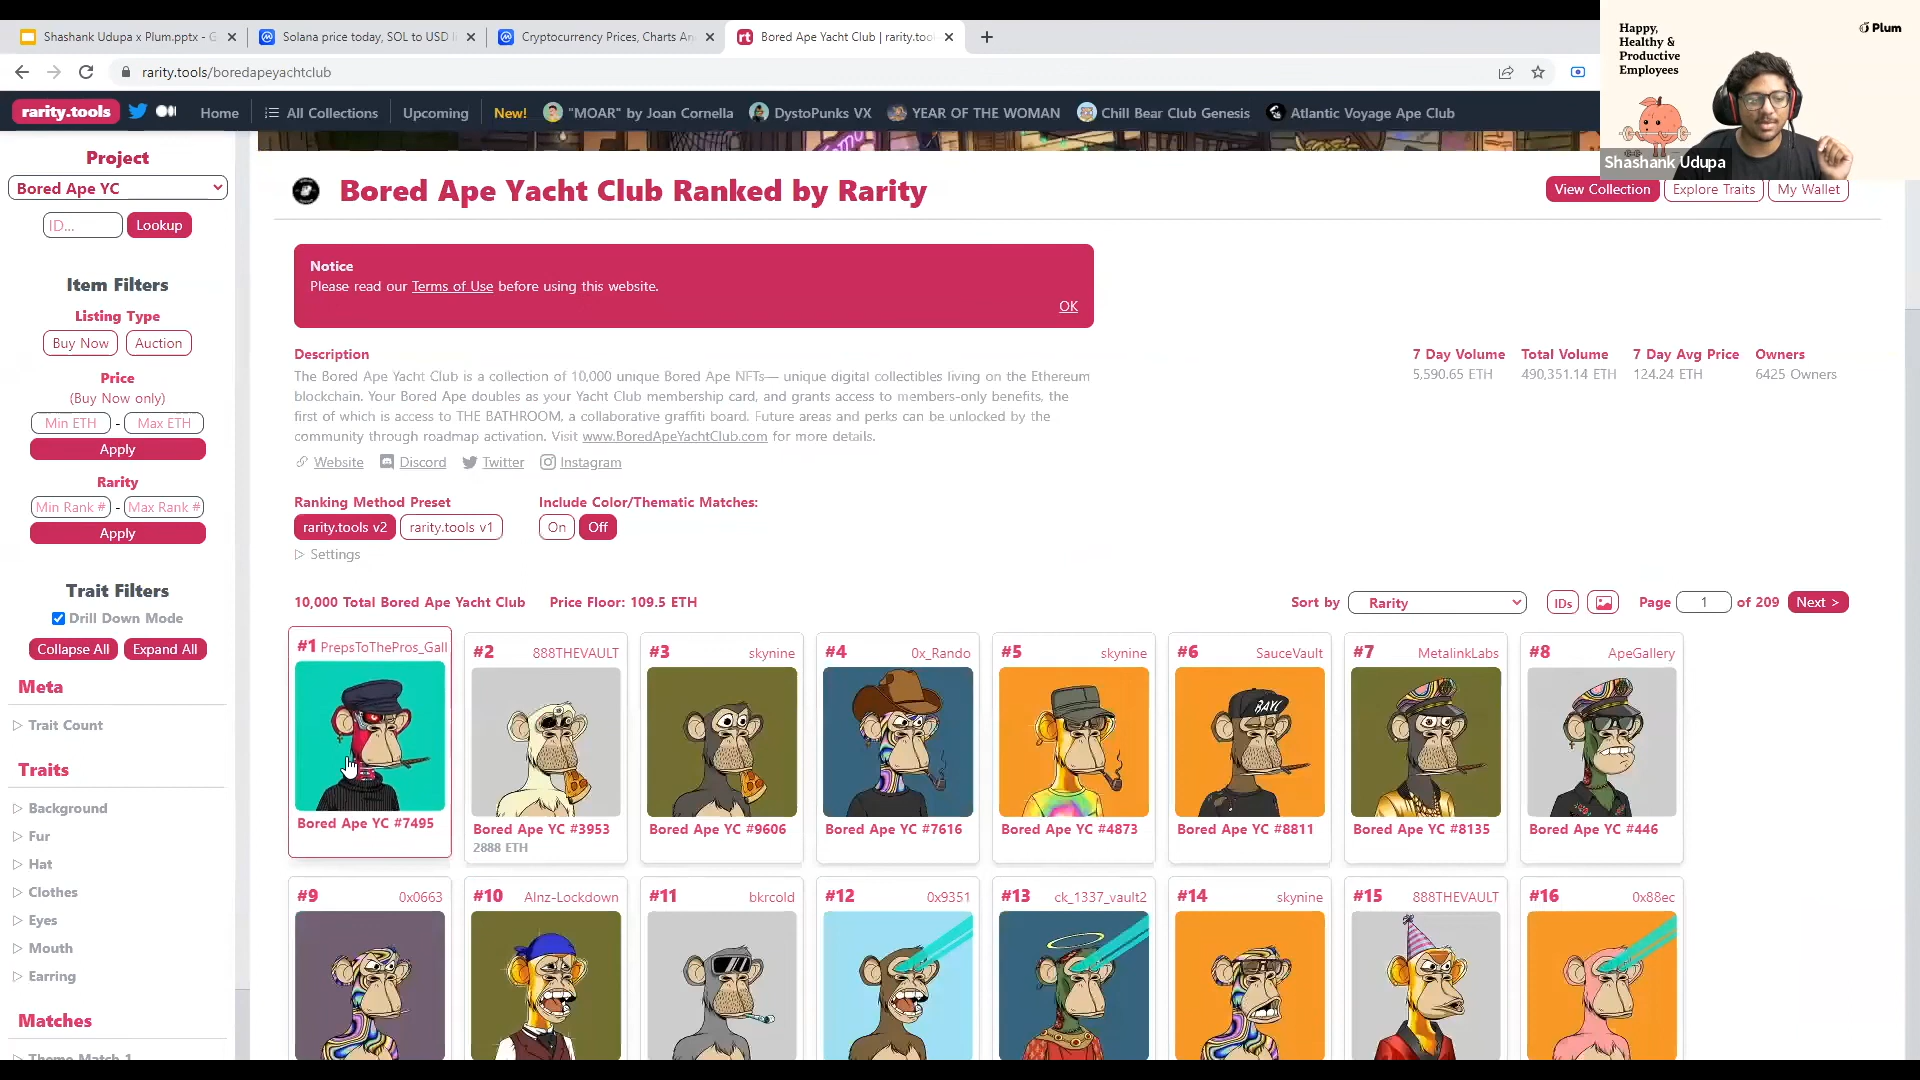 Shashank Udupa x Plum.pptx - G
Solana price today, SOL to USD li
Cryptocurrency Prices, Charts An
rt
Bored Ape Yacht Club | rarity.too
rarity.tools/boredapeyachtclub
Happy,
Healthy &
Productive
Employees
Plum
Shashank Udupa
rarity.tools
Home
All Collections
Upcoming
New!
"MOAR" by Joan Cornella
DystoPunks VX
YEAR OF THE WOMAN
Chill Bear Club Genesis
Atlantic Voyage Ape Club
Project
Bored Ape YC
ID...
Lookup
Item Filters
Listing Type
Buy Now
Auction
Price
(Buy Now only)
Min ETH - Max ETH
Apply
Rarity
Min Rank # - Max Rank #
Apply
Trait Filters
Drill Down Mode
Collapse All
Expand All
Meta
Trait Count
Traits
Background
Fur
Hat
Clothes
Eyes
Mouth
Earring
Matches
Theme Match 1
Bored Ape Yacht Club Ranked by Rarity
View Collection
Explore Traits
My Wallet
Notice
Please read our Terms of Use before using this website.
OK
Description
The Bored Ape Yacht Club is a collection of 10,000 unique Bored Ape NFTs— unique digital collectibles living on the Ethereum
blockchain. Your Bored Ape doubles as your Yacht Club membership card, and grants access to members-only benefits, the
first of which is access to THE BATHROOM, a collaborative graffiti board. Future areas and perks can be unlocked by the
community through roadmap activation. Visit www.BoredApeYachtClub.com for more details.
Website
Discord
Twitter
Instagram
7 Day Volume
5,590.65 ETH
Total Volume
490,351.14 ETH
7 Day Avg Price
124.24 ETH
Owners
6425 Owners
Ranking Method Preset
rarity.tools v2
rarity.tools v1
Include Color/Thematic Matches:
On
Off
Settings
10,000 Total Bored Ape Yacht Club
Price Floor: 109.5 ETH
Sort by
Rarity
IDs
Page 1 of 209
Next >
#1 PrepsToThePros_Gall
Bored Ape YC #7495
#2 888THEVAULT
Bored Ape YC #3953
2888 ETH
#3 skynine
Bored Ape YC #9606
#4 0x_Rando
Bored Ape YC #7616
#5 skynine
Bored Ape YC #4873
#6 SauceVault
BAYC
Bored Ape YC #8811
#7 MetalinkLabs
Bored Ape YC #8135
#8 ApeGallery
Bored Ape YC #446
#9 0x0663
#10 AInz-Lockdown
#11 bkrcold
#12 0x9351
#13 ck_1337_vault2
#14 skynine
#15 888THEVAULT
#16 0x88ec